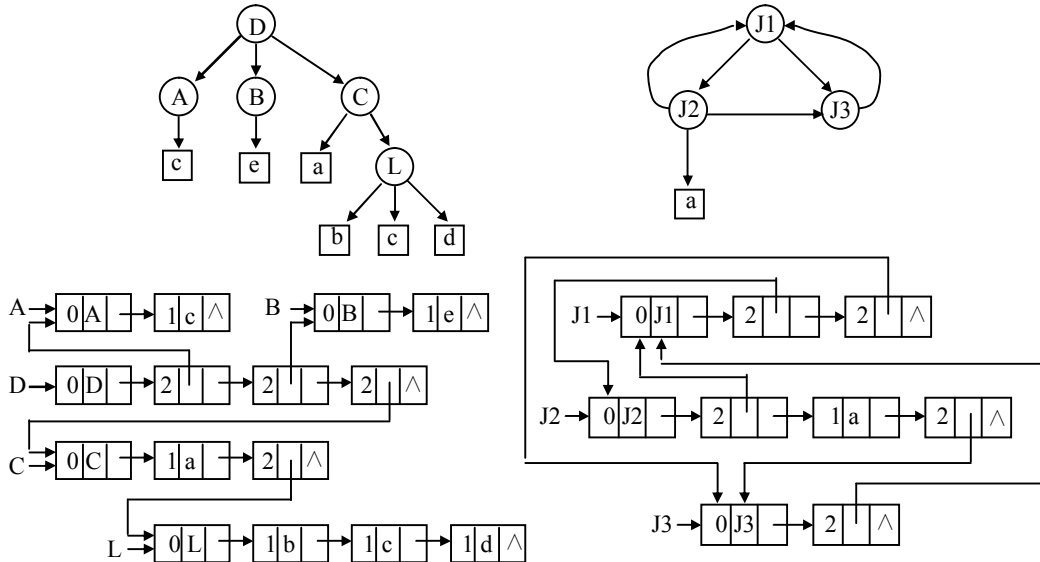 D
A B C
c e a L
b c d
J1
J2 J3
a
A 0 A 1 c ∧ B 0 B 1 e ∧
D 0 D 2 2 2 ∧
C 0 C 1 a 2 ∧
L 0 L 1 b 1 c 1 d ∧
J1 0 J1 2 2 ∧
J2 0 J2 2 1 a 2 ∧
J3 0 J3 2 ∧